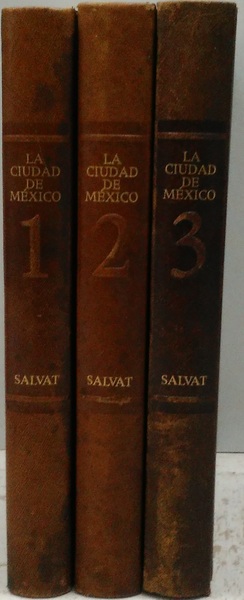 LA
CIUDAD
DE
MÉXICO
1
SALVAT
LA
CIUDAD
DE
MÉXICO
2
SALVAT
LA
CIUDAD
DE
MÉXICO
3
SALVAT